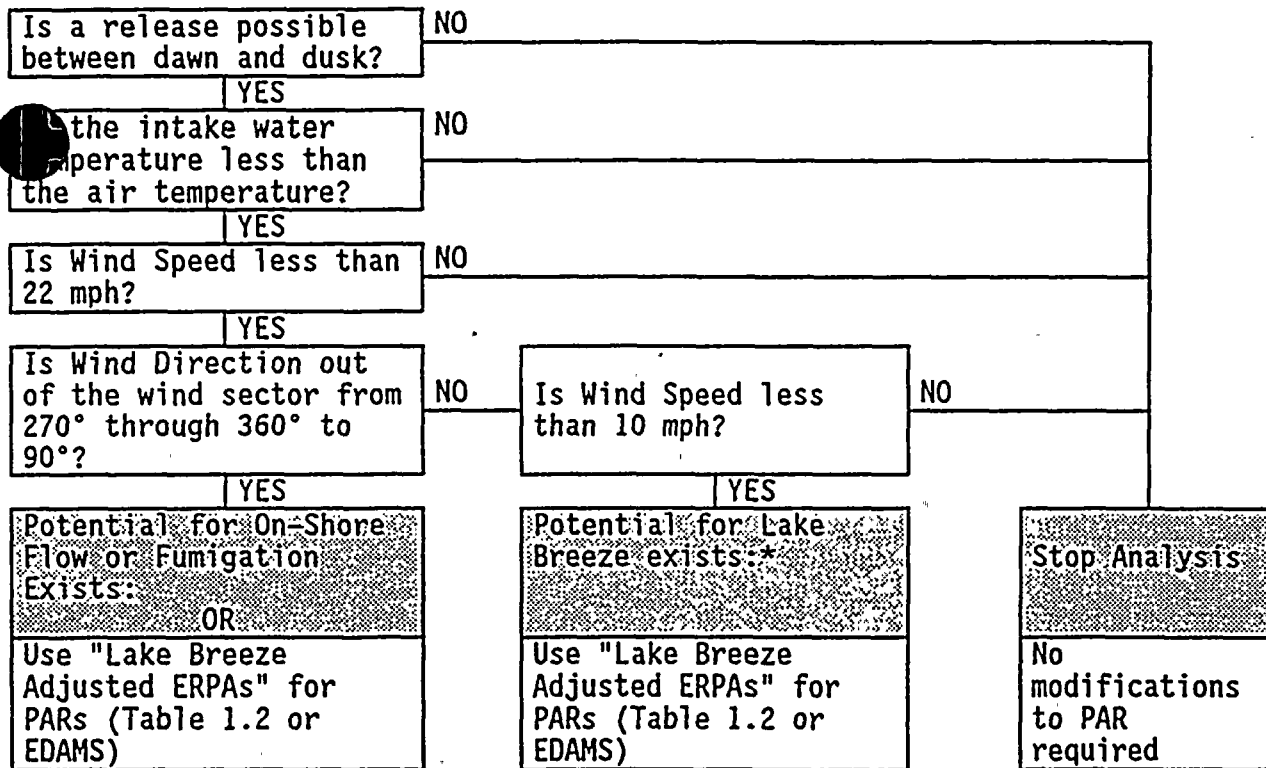 Is a release possible
between dawn and dusk?
NO
YES
the intake water
temperature less than
the air temperature?
NO
YES
Is Wind Speed less than
22 mph?
NO
YES
Is Wind Direction out
of the wind sector from
270° through 360° to
90°?
NO
Is Wind Speed less
than 10 mph?
NO
YES
YES
Potential for On-Shore
Flow or Fumigation
Exists:
OR
Use "Lake Breeze
Adjusted ERPAs" for
PARs (Table 1.2 or
EDAMS)
Potential for Lake
Breeze exists:*
Use "Lake Breeze
Adjusted ERPAs" for
PARs (Table 1.2 or
EDAMS)
Stop Analysis
No
modifications
to PAR
required